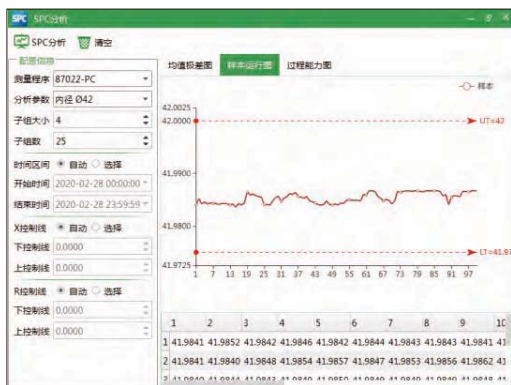 SPC SPC分析
SPC分析 清空
配置信息
测量程序 87022-PC
分析参数 内径 Ø42
子组大小 4
子组数 25
时间区间 自动 选择
开始时间 2020-02-28 00:00:00
结束时间 2020-02-28 23:59:59
X控制线 自动 选择
下控制线 0.0000
上控制线 0.0000
R控制线 自动 选择
下控制线 0.0000
上控制线 0.0000
均值极差图 样本运行图 过程能力图
样本
42.0025
42.0000
UT=42
41.9900
41.9800
41.9725
LT=41.97
1 7 13 19 25 31 37 43 49 55 61 67 73 79 85 91 97
1 2 3 4 5 6 7 8 9 10
1 41.9841 41.9852 41.9842 41.9846 41.9842 41.9844 41.9843 41.9843 41.9841 41
2 41.9841 41.9840 41.9848 41.9854 41.9857 41.9847 41.9853 41.9856 41.9862 41